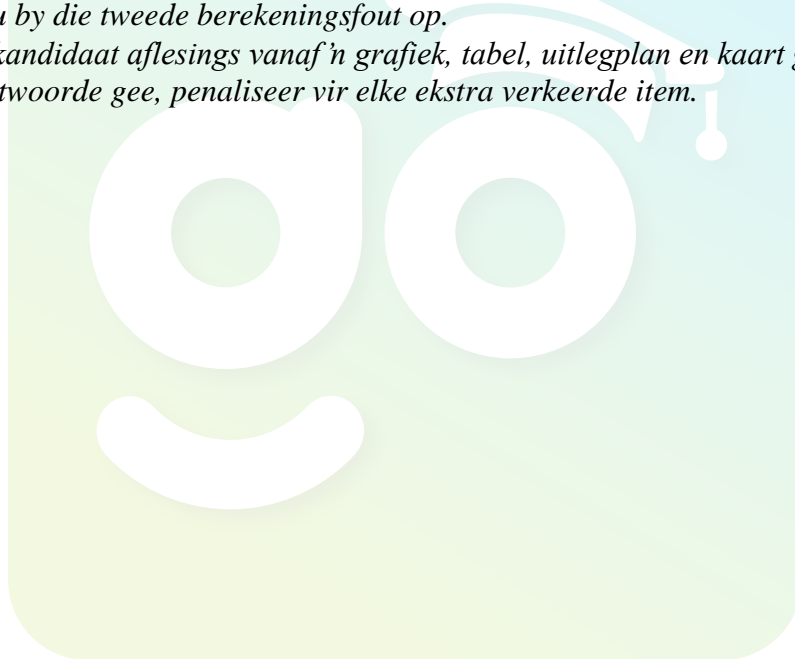 by die tweede berekeningsfout op.
kandidaat aflesings vanaf 'n grafiek, tabel, uitlegplan en kaart
gee, penaliseer vir elke ekstra verkeerde item.
go